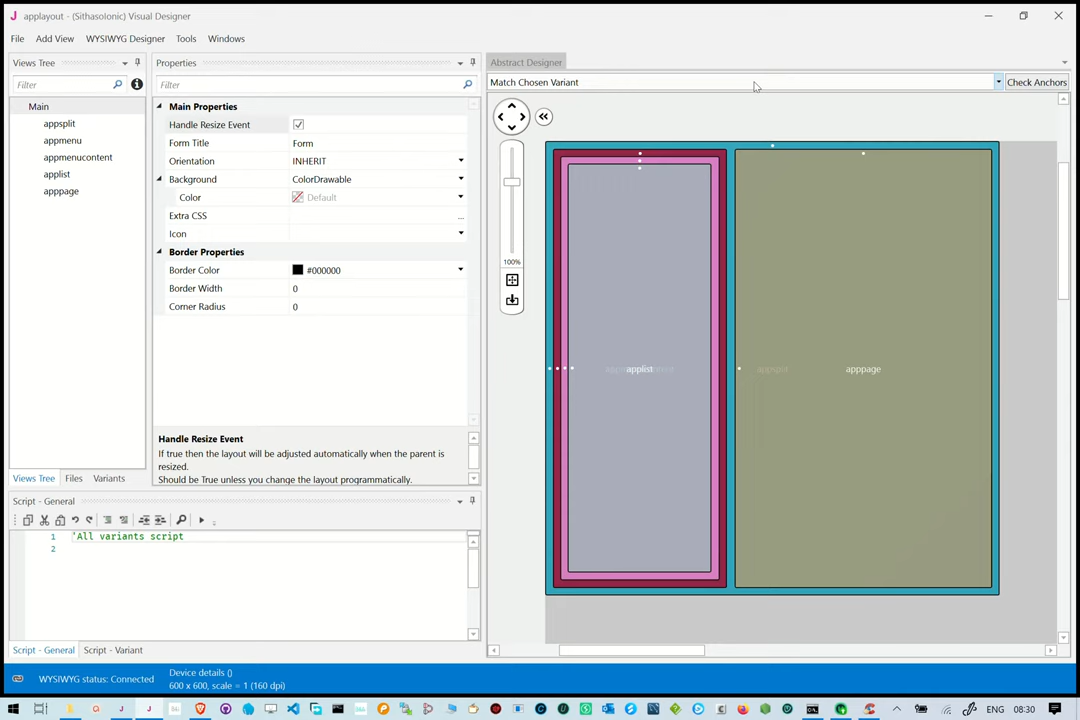 applayout - (SithasoIonic) Visual Designer
File Add View WYSIWYG Designer Tools Windows
Views Tree
Filter
Main
appsplit
appmenu
appmenucontent
applist
apppage
Views Tree Files Variants
Properties
Filter
Main Properties
Handle Resize Event
Form Title Form
Orientation INHERIT
Background ColorDrawable
Color Default
Extra CSS ...
Icon
Border Properties
Border Color #000000
Border Width 0
Corner Radius 0
Handle Resize Event
If true then the layout will be adjusted automatically when the parent is
resized.
Should be True unless you change the layout programmatically.
Script - General
1 'All variants script
2
Script - General Script - Variant
Abstract Designer
Match Chosen Variant Check Anchors
100%
applist
appsplit
apppage
WYSIWYG status: Connected
Device details ()
600 x 600, scale = 1 (160 dpi)
ENG 08:30